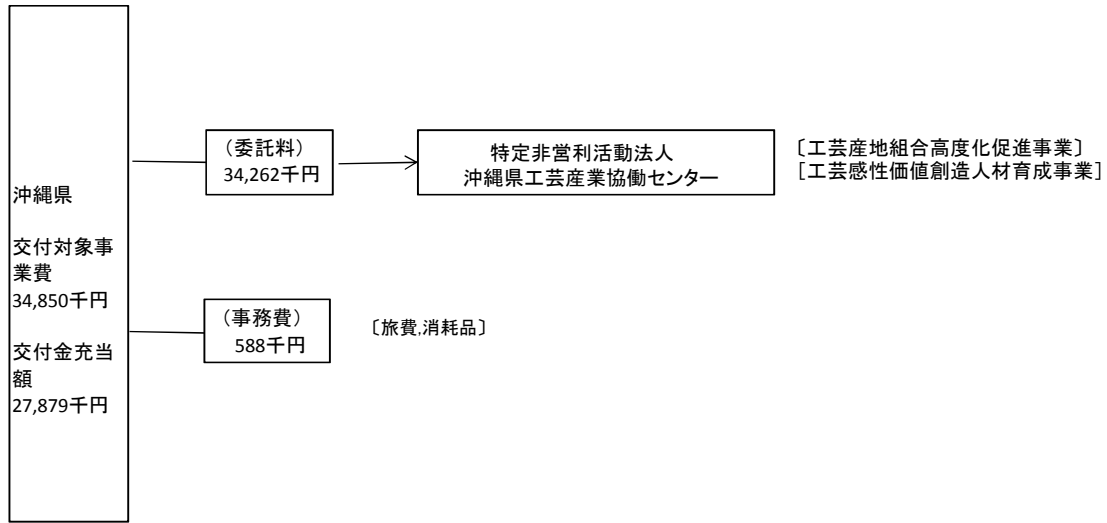 沖縄県
交付対象事
業費
34,850千円
交付金充当
額
27,879千円
（委託料）
34,262千円
特定非営利活動法人
沖縄県工芸産業協働センター
〔工芸産地組合高度化促進事業〕
[工芸感性価値創造人材育成事業]
（事務費）
588千円
〔旅費,消耗品〕